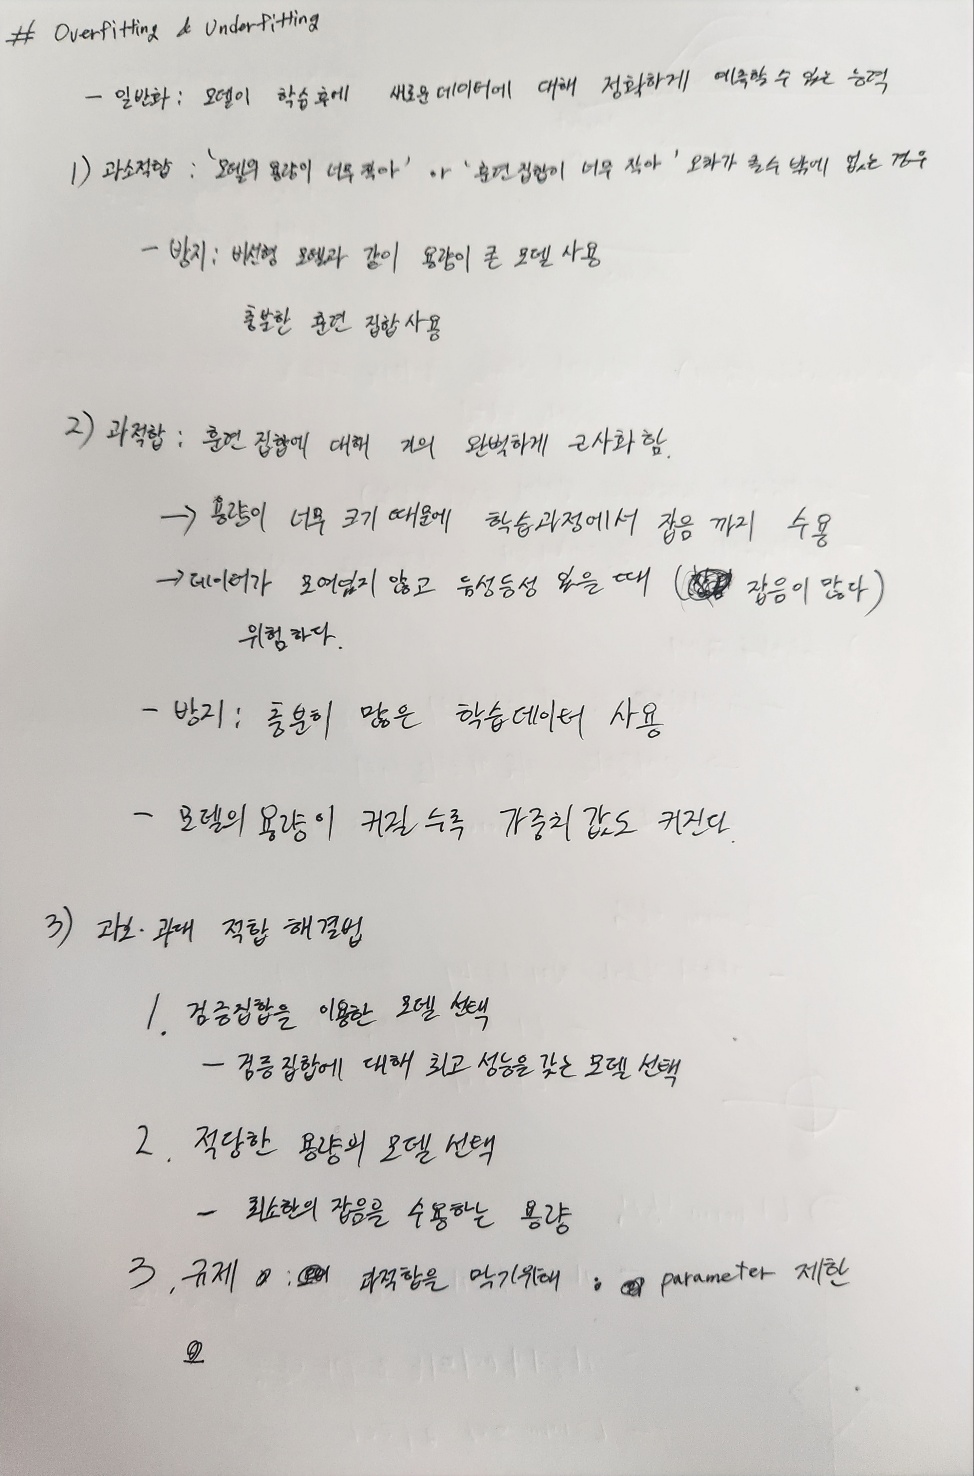 # Overfitting & Underfitting
- 일반화 : 모델이 학습 후에 새로운 데이터에 대해 정확하게 예측할 수 있는 능력
1) 과소적합 : '모델의 용량이 너무 작아' or '훈련 집합이 너무 작아' 오차가 클 수 밖에 없는 경우
- 방지 : 비선형 모델과 같이 용량이 큰 모델 사용
충분한 훈련 집합 사용
2) 과적합 : 훈련 집합에 대해 거의 완벽하게 근사화 함.
→ 용량이 너무 크기 때문에 학습과정에서 잡음 까지 수용
→ 데이터가 않고 때 ( 잡음이 많다)
위험하다.
- 방지 : 충분히 많은 학습데이터 사용
- 모델의 용량이 커질 수록 가중치 값도 커진다.
3) 과소·과대 적합 해결법
1. 검증집합을 이용한 모델 선택
- 검증 집합에 대해 최고 성능을 갖는 모델 선택
2. 적당한 용량의 모델 선택
- 최소한의 잡음을 수용하는 용량
3. 규제 : 과적합을 막기위해 : parameter 제한